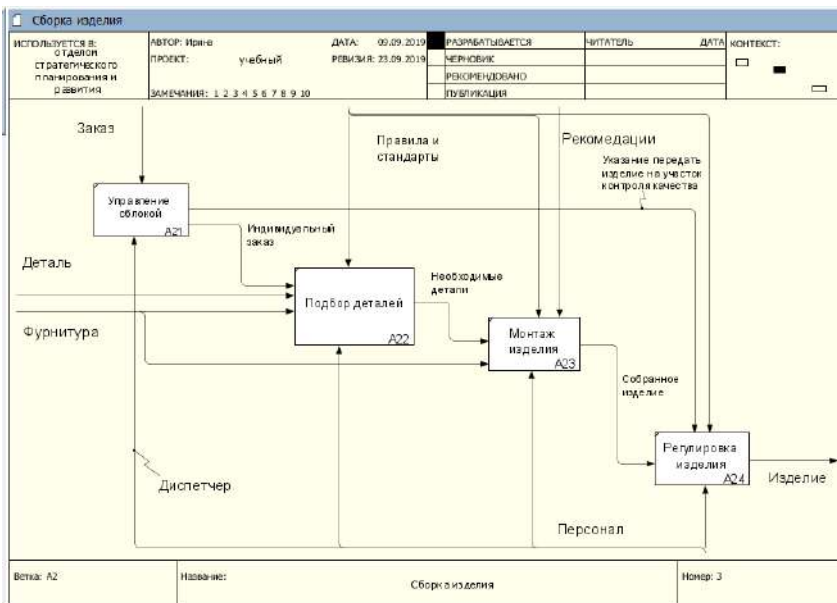 Сборка изделия
ИСПОЛЬЗУЕТСЯ В:
отделом
стратегического
планирования и
развития
АВТОР: Ирина
ПРОЕКТ: учебный
ЗАМЕЧАНИЯ: 1 2 3 4 5 6 7 8 9 10
ДАТА: 09.09.2019
РЕВИЗИЯ: 23.09.2019
РАЗРАБАТЫВАЕТСЯ
ЧЕРНОВИК
РЕКОМЕНДОВАНО
ПУБЛИКАЦИЯ
ЧИТАТЕЛЬ ДАТА
КОНТЕКСТ:
Заказ
Правила и
стандарты
Рекомедации
Указание передать
изделие на участок
контроля качества
Управление
сблокой
A21
Индивидуальный
заказ
Деталь
Необходимые
детали
Подбор деталей
A22
Фурнитура
Монтаж
изделия
A23
Собранное
изделие
Регулировка
изделия
A24
Изделие
Диспетчер
Персонал
Ветка: A2
Название:
Сборка изделия
Номер: 3